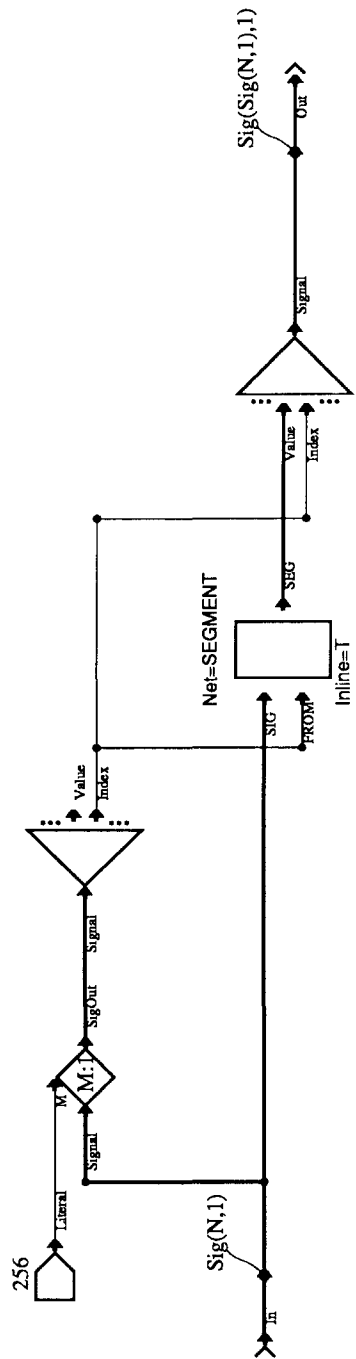 256
Literal
M
M:1
Signal
SigOut
Signal
...
Value
Index
...
In
Sig(N,1)
Net=SEGMENT
SIG
FROM
Inline=T
SEG
...
Value
Index
...
Signal
Sig(Sig(N,1),1)
Out